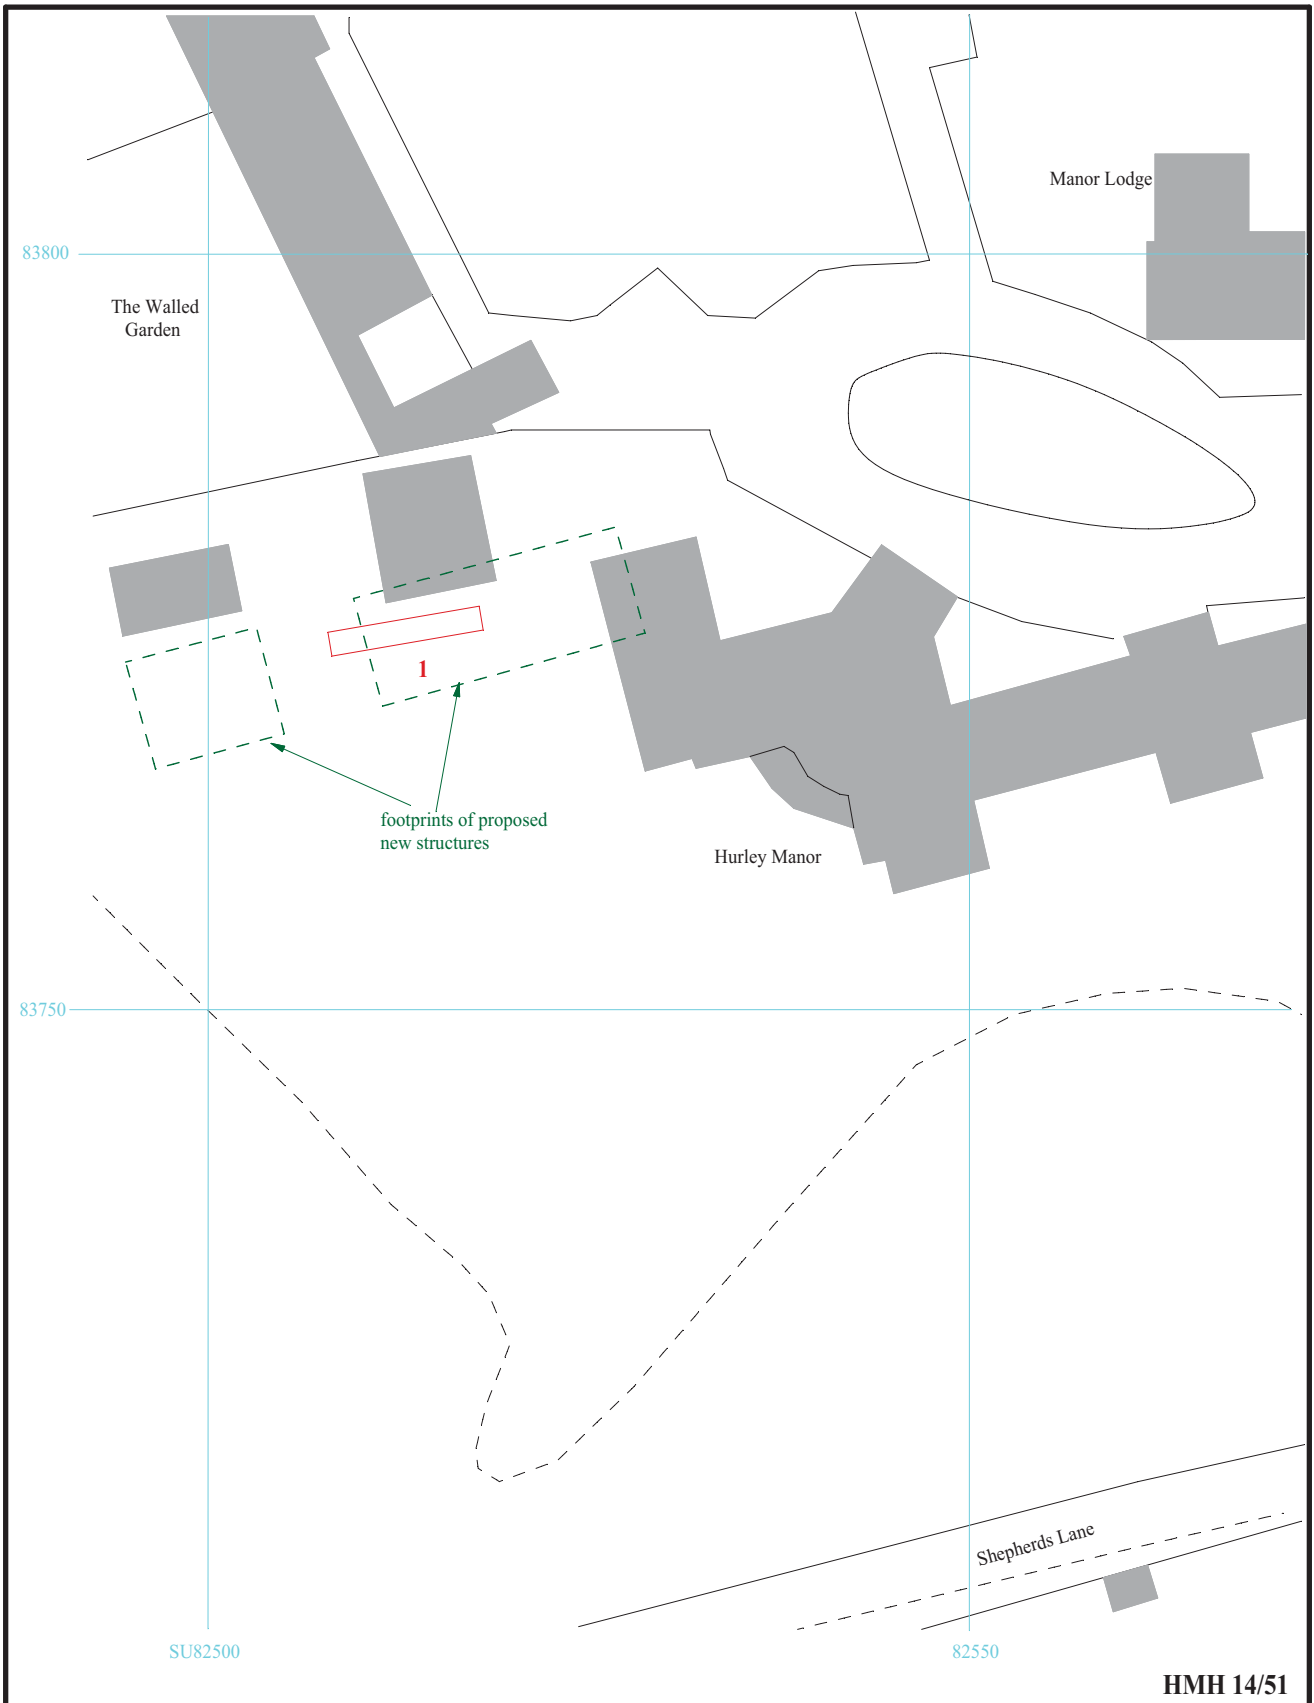 Manor Lodge
83800
The Walled
Garden
1
footprints of proposed
new structures
Hurley Manor
83750
Shepherds Lane
SU82500
82550
HMH 14/51